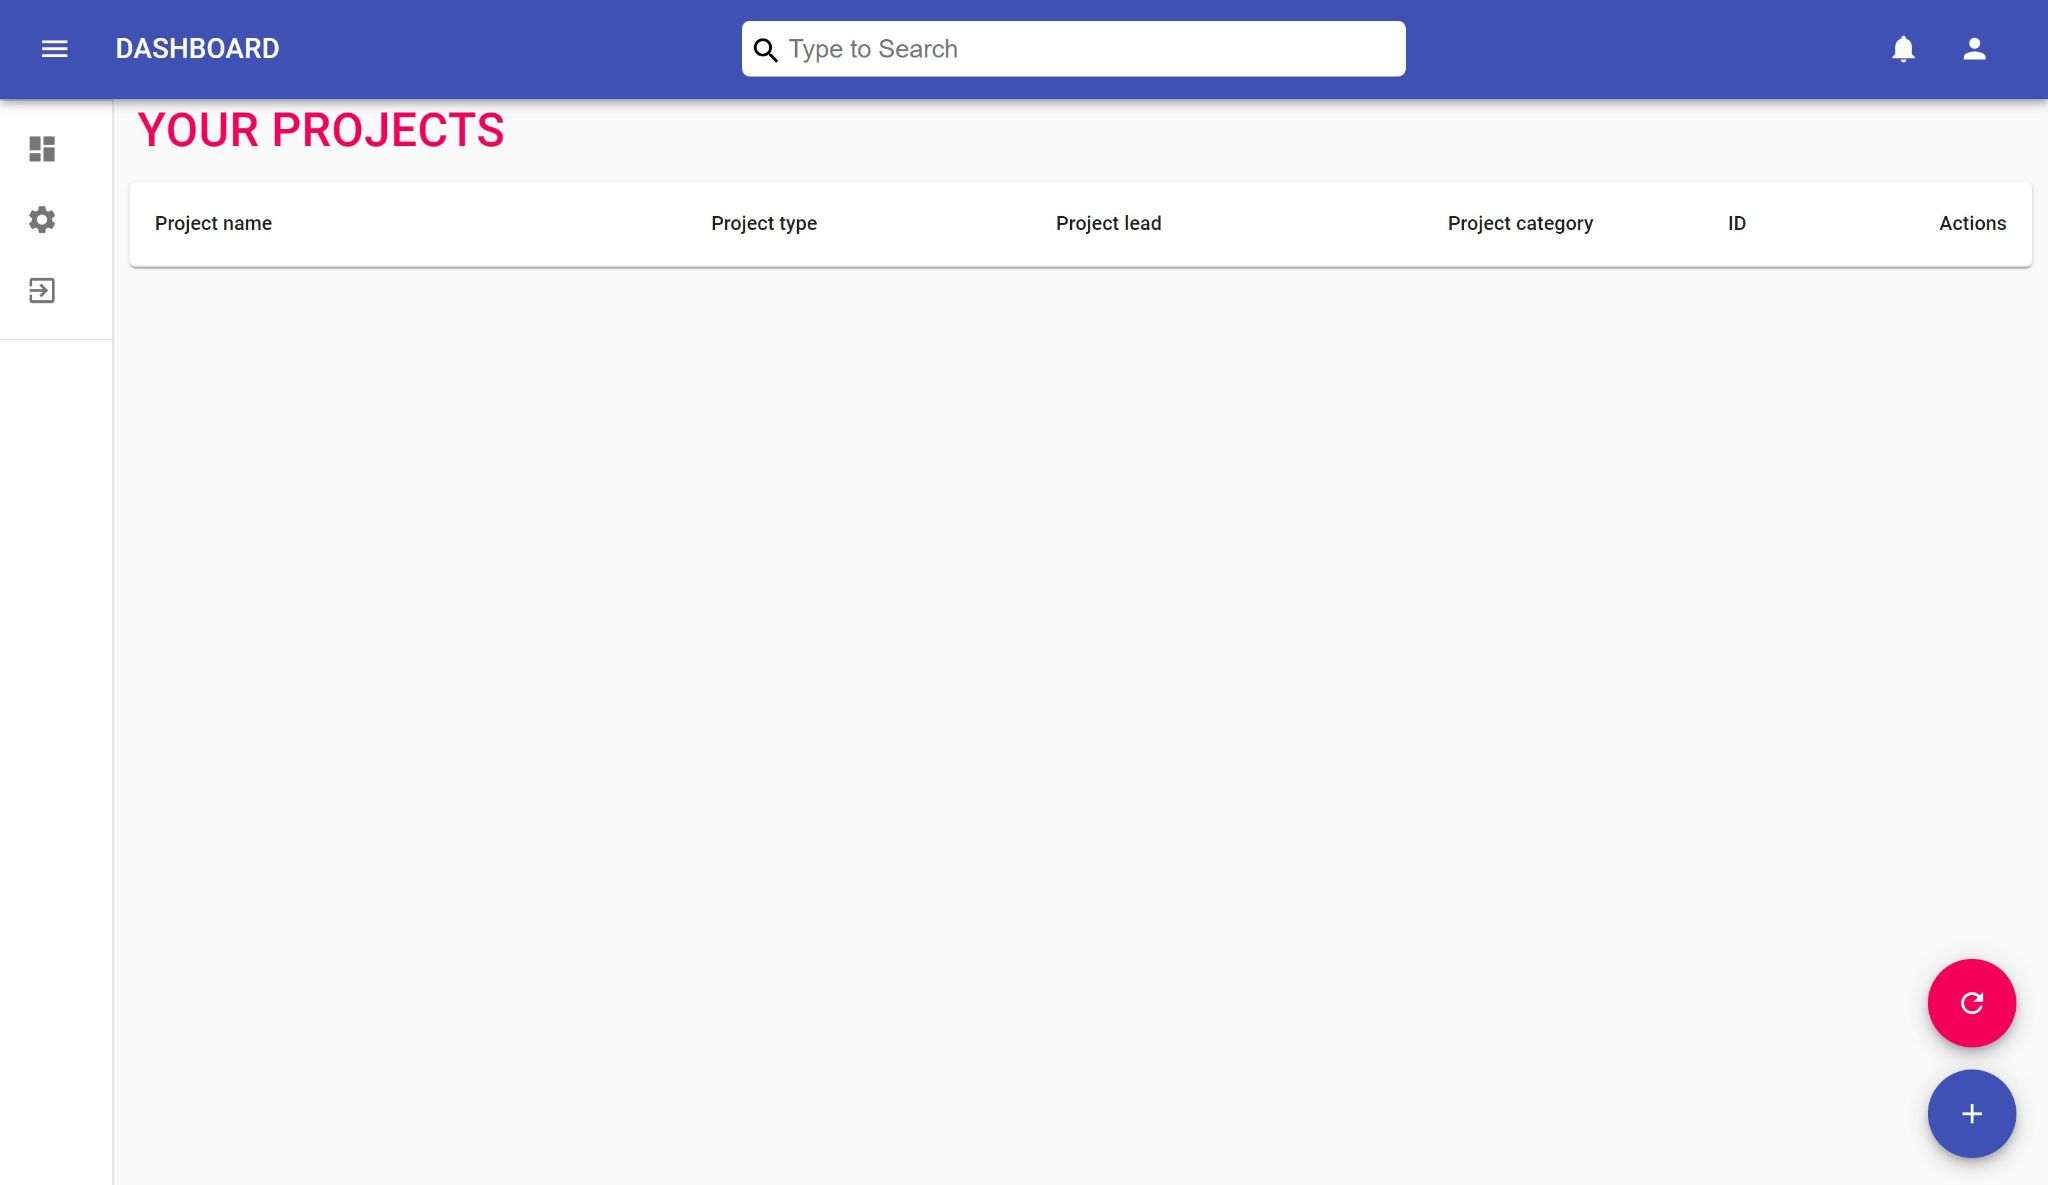 DASHBOARD
Type to Search
YOUR PROJECTS
Project name Project type Project lead Project category ID Actions